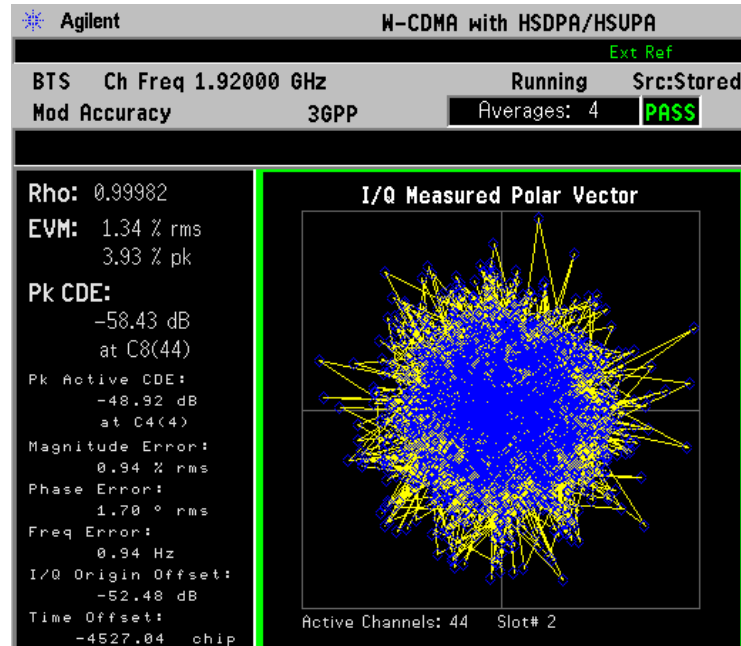 Agilent W-CDMA with HSDPA/HSUPA
Ext Ref
BTS Ch Freq 1.92000 GHz Running Src:Stored
Mod Accuracy 3GPP Averages: 4 PASS
Rho: 0.99982
EVM: 1.34 % rms
3.93 % pk
Pk CDE:
-58.43 dB
at C8(44)
Pk Active CDE:
-48.92 dB
at C4(4)
Magnitude Error:
0.94 % rms
Phase Error:
1.70 ° rms
Freq Error:
0.94 Hz
I/Q Origin Offset:
-52.48 dB
Time Offset:
-4527.04 chip
I/Q Measured Polar Vector
Active Channels: 44 Slot# 2